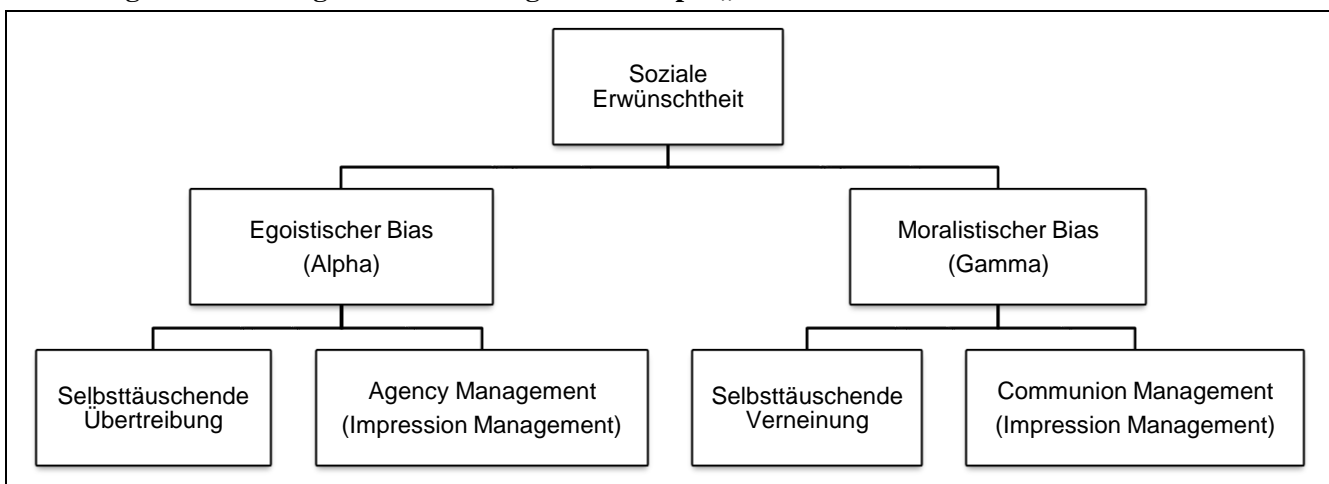 Soziale
Erwünschtheit
Egoistischer Bias
(Alpha)
Moralistischer Bias
(Gamma)
Selbsttäuschende
Übertreibung
Agency Management
(Impression Management)
Selbsttäuschende
Verneinung
Communion Management
(Impression Management)